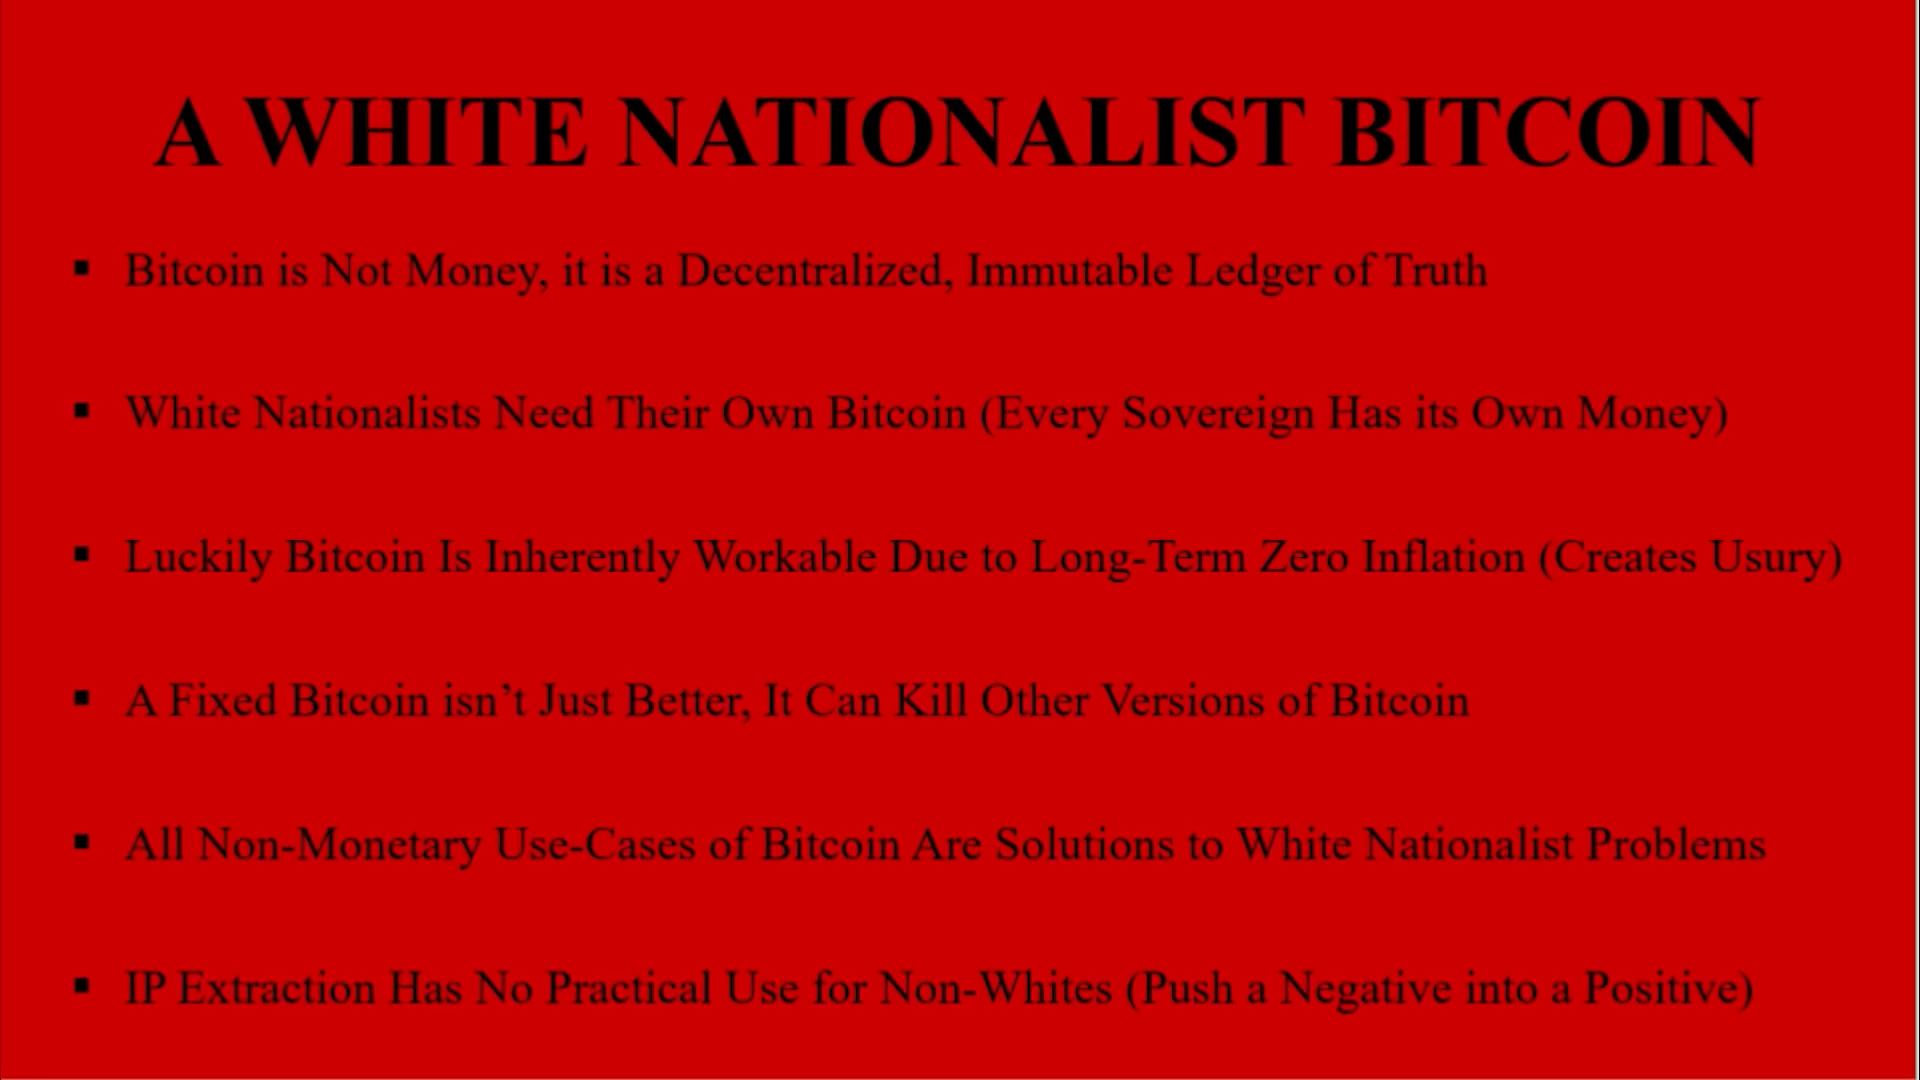 A WHITE NATIONALIST BITCOIN
▪ Bitcoin is Not Money, it is a Decentralized, Immutable Ledger of Truth
▪ White Nationalists Need Their Own Bitcoin (Every Sovereign Has its Own Money)
▪ Luckily Bitcoin Is Inherently Workable Due to Long-Term Zero Inflation (Creates Usury)
▪ A Fixed Bitcoin isn’t Just Better, It Can Kill Other Versions of Bitcoin
▪ All Non-Monetary Use-Cases of Bitcoin Are Solutions to White Nationalist Problems
▪ IP Extraction Has No Practical Use for Non-Whites (Push a Negative into a Positive)